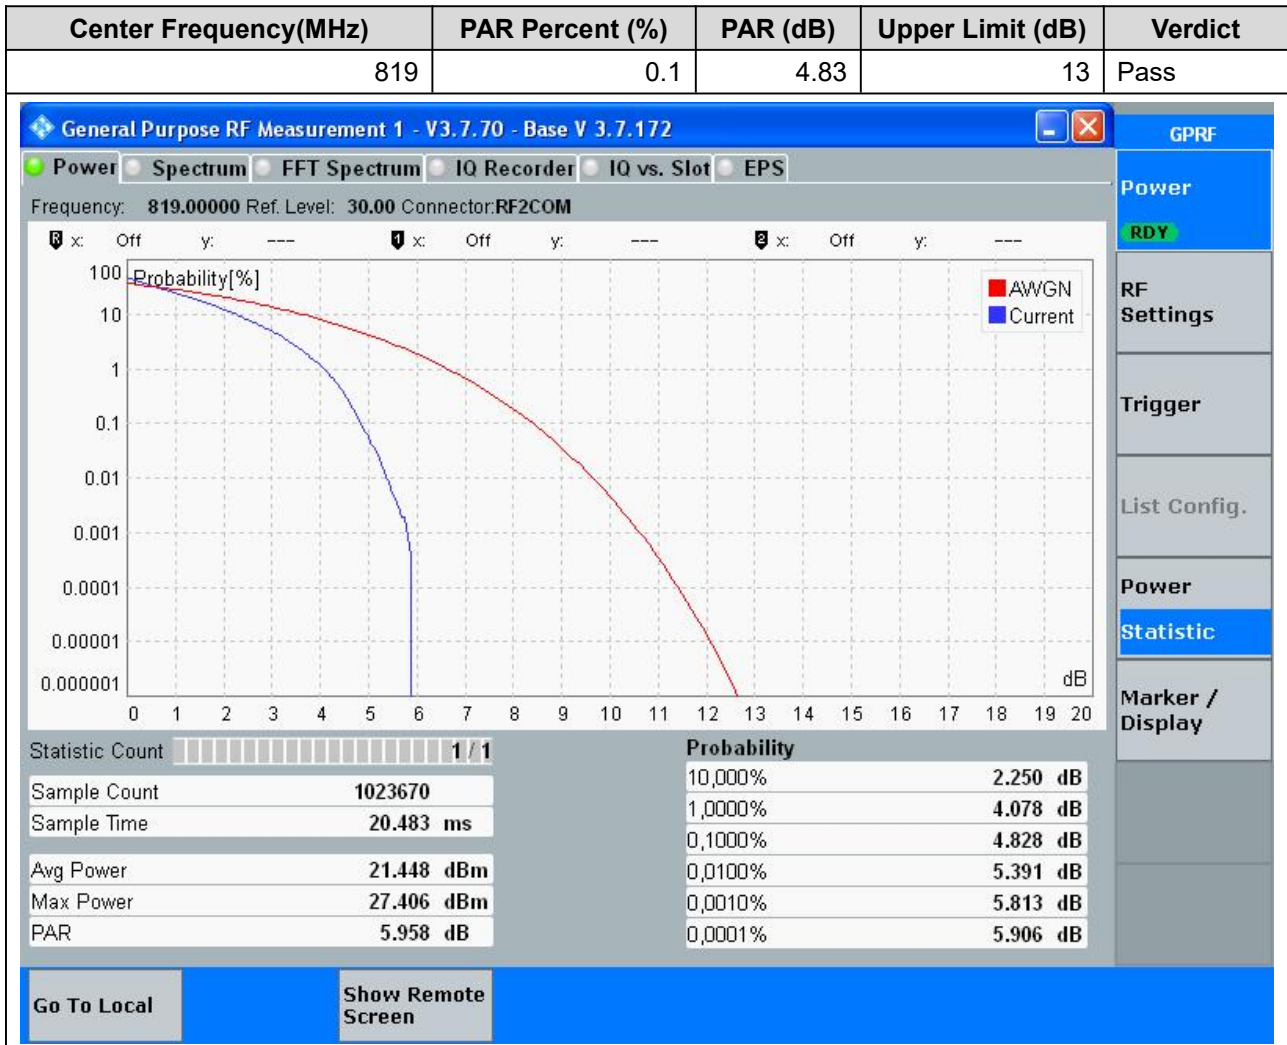 Center Frequency(MHz) PAR Percent (%) PAR (dB) Upper Limit (dB) Verdict
819 0.1 4.83 13 Pass
General Purpose RF Measurement 1 - V3.7.70 - Base V 3.7.172
GPRF
Power Spectrum FFT Spectrum IQ Recorder IQ vs. Slot EPS
Frequency: 819.00000 Ref. Level: 30.00 Connector:RF2COM
R x: Off y: --- 1 x: Off y: --- 2 x: Off y: ---
Probability[%]
AWGN
Current
100
10
1
0.1
0.01
0.001
0.0001
0.00001
0.000001
dB
0 1 2 3 4 5 6 7 8 9 10 11 12 13 14 15 16 17 18 19 20
Statistic Count 1 / 1
Sample Count 1023670
Sample Time 20.483 ms
Avg Power 21.448 dBm
Max Power 27.406 dBm
PAR 5.958 dB
Probability
10,000% 2.250 dB
1,0000% 4.078 dB
0,1000% 4.828 dB
0,0100% 5.391 dB
0,0010% 5.813 dB
0,0001% 5.906 dB
Power
RDY
RF
Settings
Trigger
List Config.
Power
Statistic
Marker /
Display
Go To Local
Show Remote
Screen